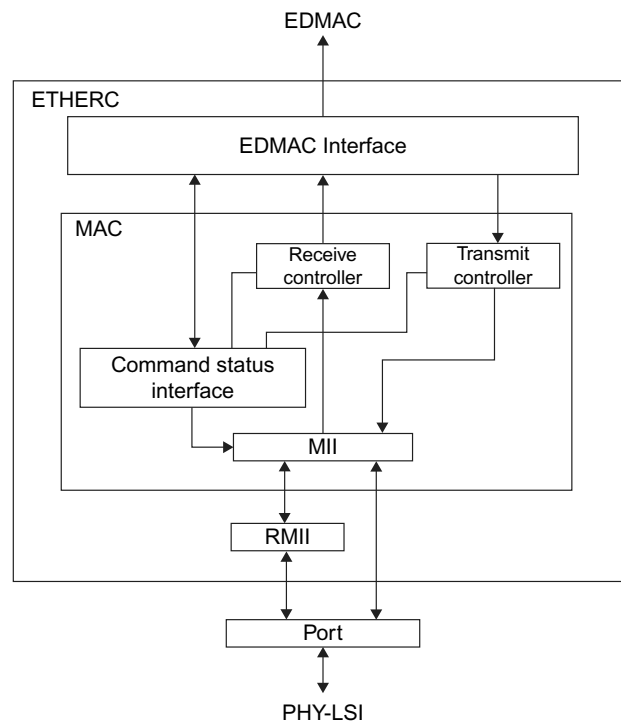 EDMAC
ETHERC
EDMAC Interface
MAC
Receive
controller
Transmit
controller
Command status
interface
MII
RMII
Port
PHY-LSI